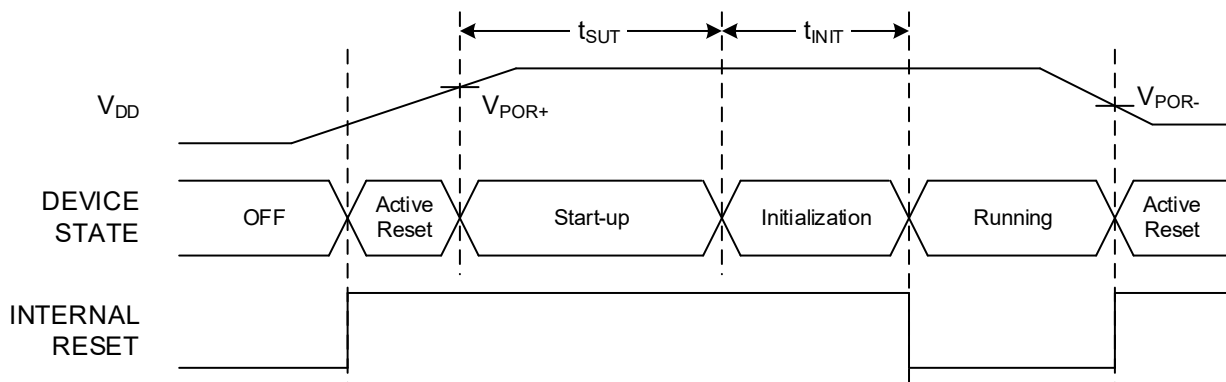 tSUT
tINIT
VDD
VPOR+
VPOR-
DEVICE
STATE
OFF
Active
Reset
Start-up
Initialization
Running
Active
Reset
INTERNAL
RESET